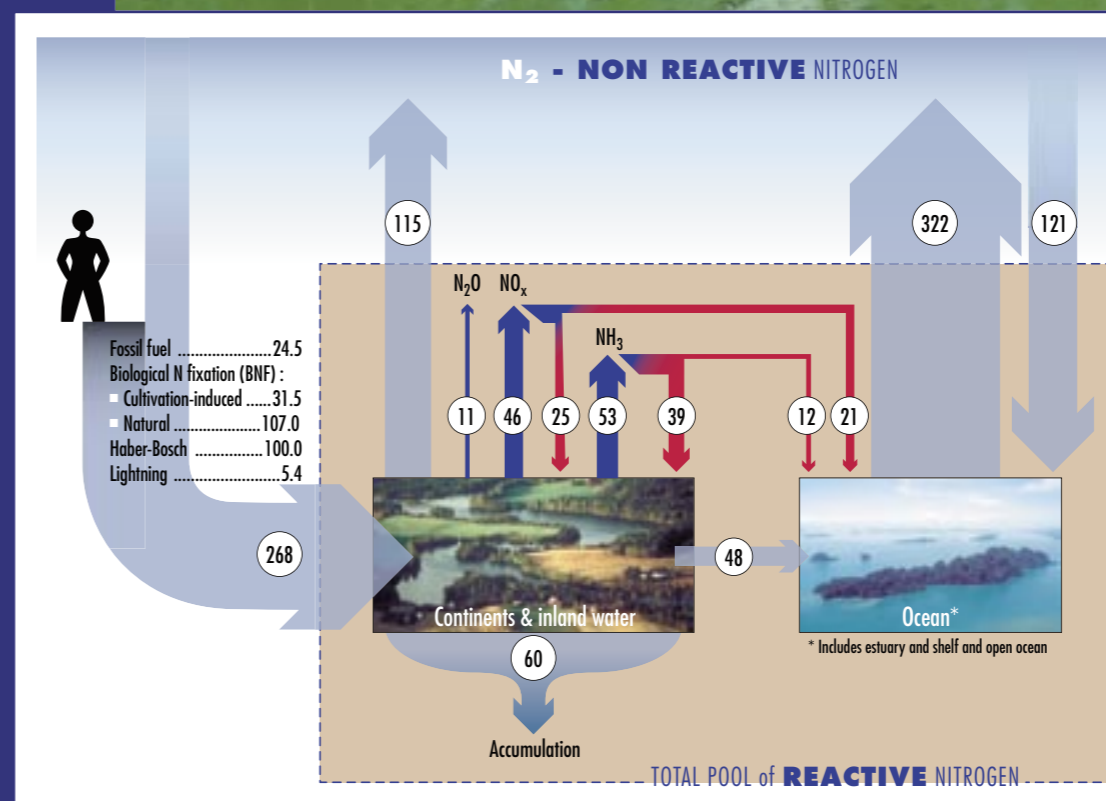 N₂ - NON REACTIVE NITROGEN
115
322
121
N₂O NOₓ
NH₃
Fossil fuel ......................24.5
Biological N fixation (BNF) :
Cultivation-induced ......31.5
Natural .....................107.0
Haber-Bosch .................100.0
Lightning ..........................5.4
11 46 25 53 39 12 21
268
48
Continents & inland water
Ocean*
* Includes estuary and shelf and open ocean
60
Accumulation
TOTAL POOL of REACTIVE NITROGEN